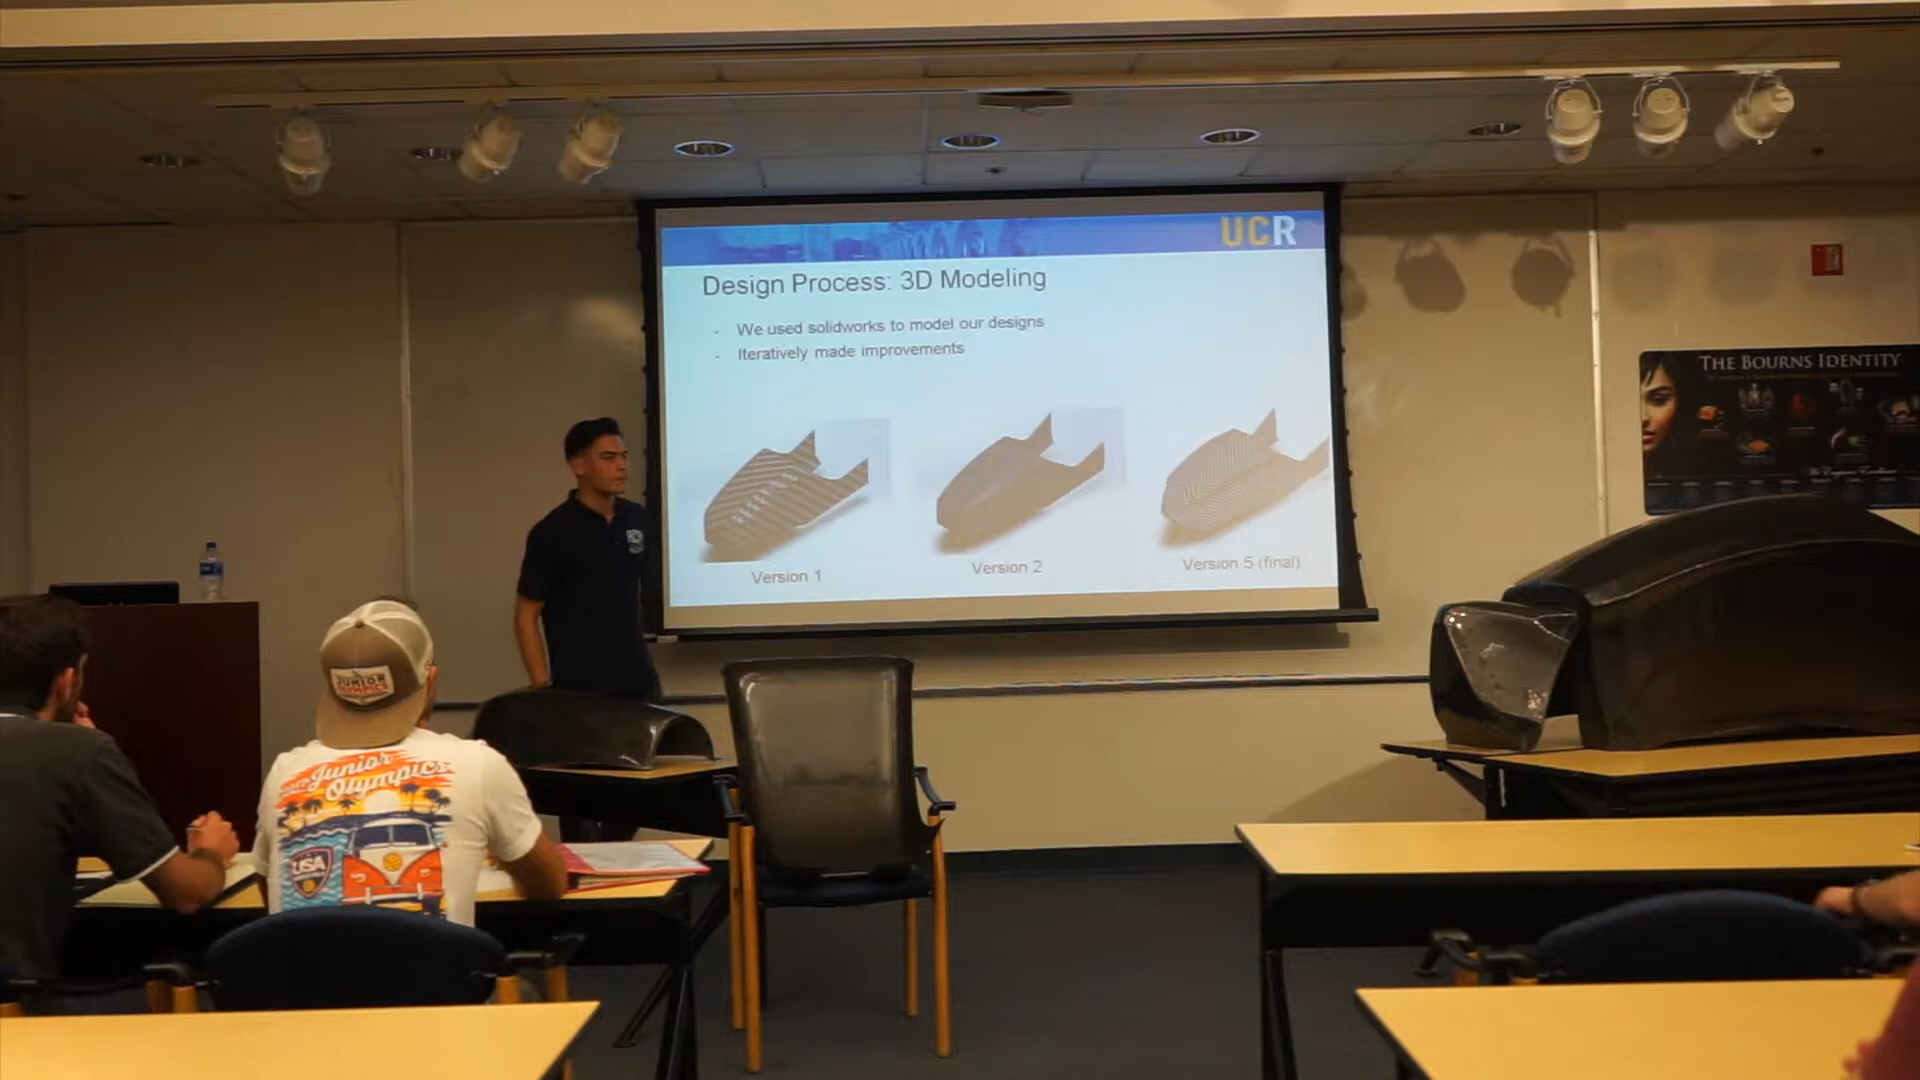 UCR
Design Process: 3D Modeling
- We used solidworks to model our designs
- Iteratively made improvements
Version 1
Version 2
Version 5 (final)
THE BOURNS IDENTITY
JUNIOR
OLYMPICS
Junior
Olympics
USA